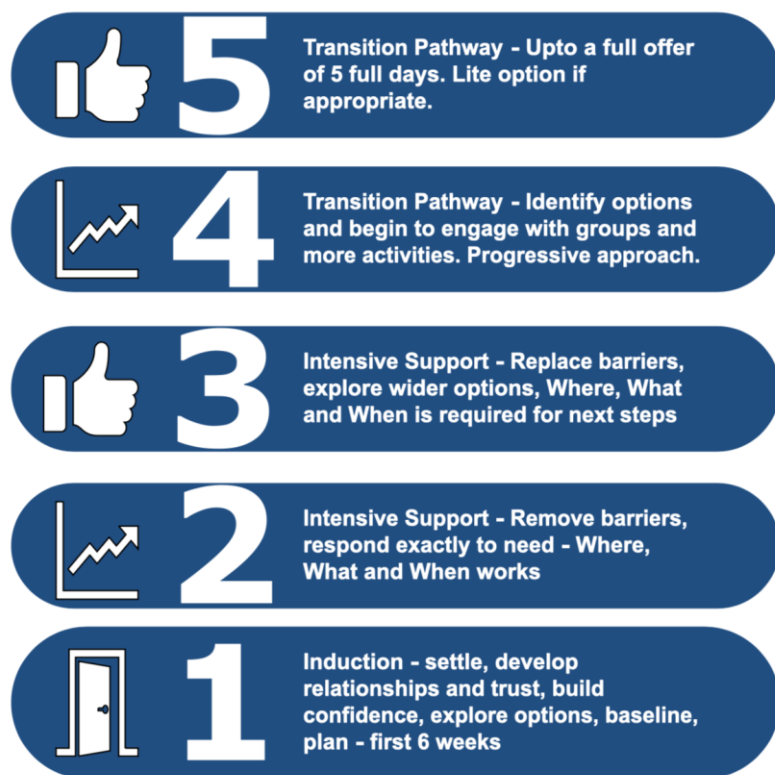 5
Transition Pathway - Upto a full offer
of 5 full days. Lite option if
appropriate.
4
Transition Pathway - Identify options
and begin to engage with groups and
more activities. Progressive approach.
3
Intensive Support - Replace barriers,
explore wider options, Where, What
and When is required for next steps
2
Intensive Support - Remove barriers,
respond exactly to need - Where,
What and When works
1
Induction - settle, develop
relationships and trust, build
confidence, explore options, baseline,
plan - first 6 weeks